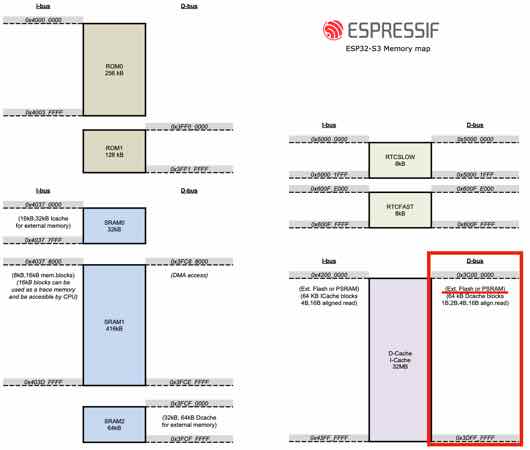 I-bus
D-bus
0x4000_0000
ROM0
256 kB
0x4003_FFFF
0x3FF0_0000
ROM1
128 kB
0x3FF1_FFFF
I-bus
D-bus
0x4037_0000
(16kB,32kB Icache
for external memory)
SRAM0
32kB
0x4037_7FFF
0x4037_8000
0x3FC8_8000
(8kB,16kB mem.blocks)
(16kB blocks can be
used as a trace memory
and be accesible by CPU)
(DMA access)
SRAM1
416kB
0x403D_FFFF
0x3FCE_FFFF
0x3FCF_0000
SRAM2
64kB
(32kB, 64kB Dcache
for external memory)
0x3FCF_FFFF
ESPRESSIF
ESP32-S3 Memory map
I-bus
D-bus
0x5000_0000
0x5000_0000
RTCSLOW
8kB
0x5000_1FFF
0x5000_1FFF
0x600F_E000
0x600F_E000
RTCFAST
8kB
0x600F_FFFF
0x600F_FFFF
I-bus
D-bus
0x4200_0000
0x3C00_0000
(Ext. Flash or PSRAM)
(64 KB ICache blocks
4B,16B aligned read)
(Ext. Flash or PSRAM)
(64 kB Dcache blocks
1B,2B,4B,16B align.read)
D-Cache
I-Cache
32MB
0x43FF_FFFF
0x3DFF_FFFF